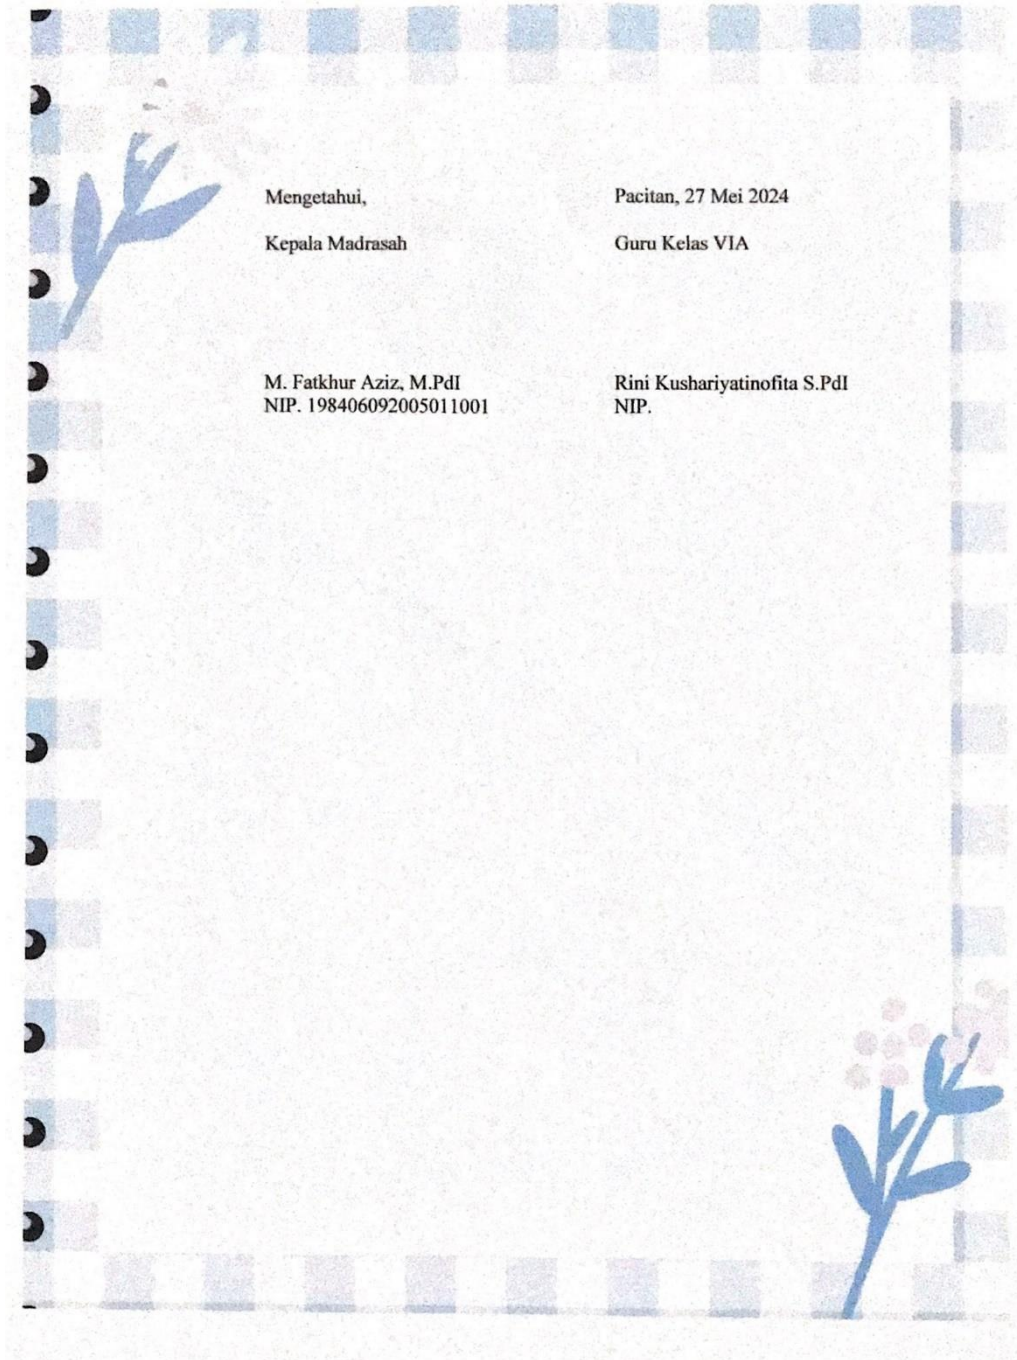 Mengetahui,
Pacitan, 27 Mei 2024
Kepala Madrasah
Guru Kelas VIA
M. Fatkhur Aziz, M.PdI
Rini Kushariyatinofita S.PdI
NIP. 198406092005011001
NIP.